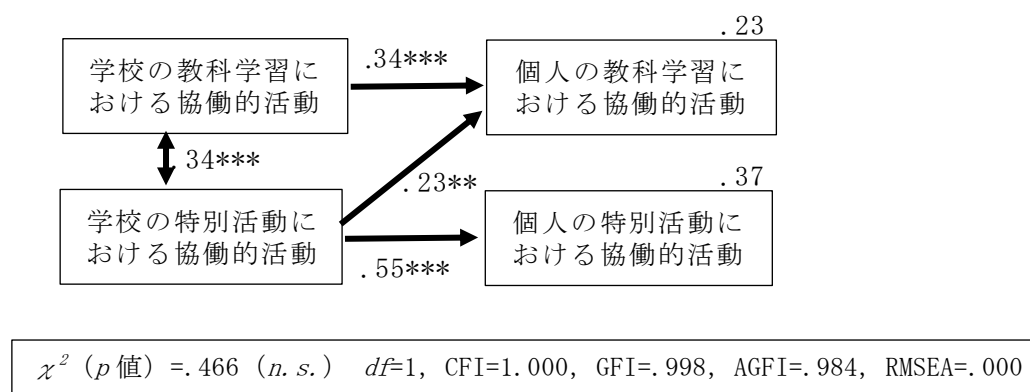 .23
学校の教科学習に
おける協働的活動
.34***
個人の教科学習に
おける協働的活動
34***
.23**
.37
学校の特別活動に
おける協働的活動
.55***
個人の特別活動に
おける協働的活動
χ² (p値) =.466 (n.s.) df=1, CFI=1.000, GFI=.998, AGFI=.984, RMSEA=.000